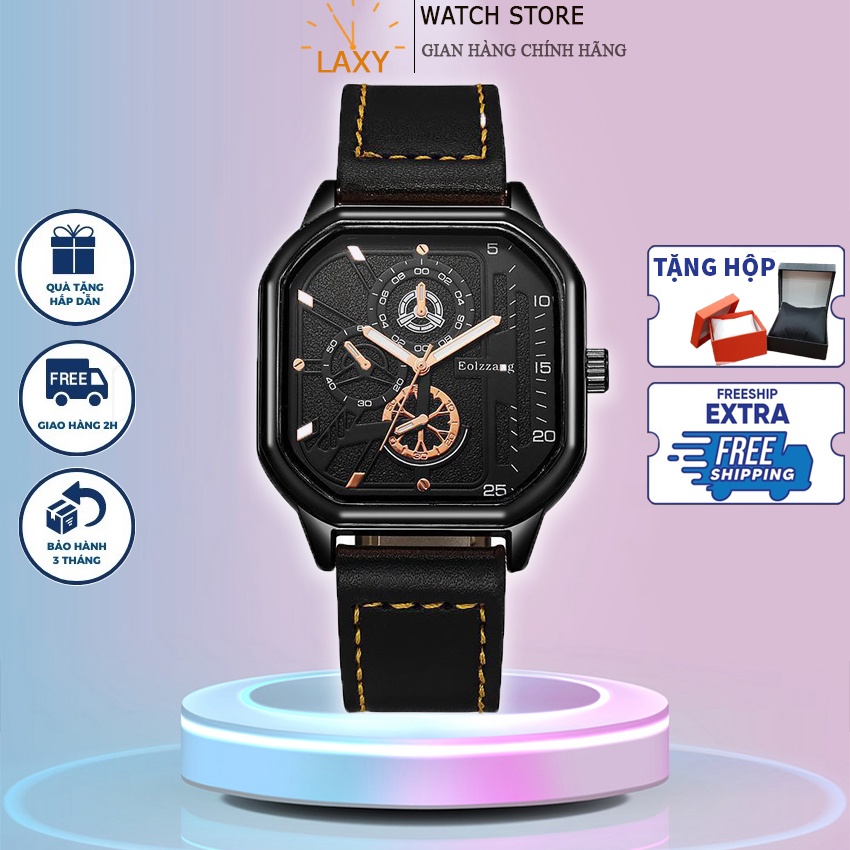 WATCH STORE
LAXY
GIAN HÀNG CHÍNH HÃNG
QUÀ TẶNG
HẤP DẪN
FREE
GIAO HÀNG 2H
BẢO HÀNH
3 THÁNG
5
10
15
20
25
Eolzzang
TẶNG HỘP
FREESHIP
EXTRA
FREE
SHIPPING